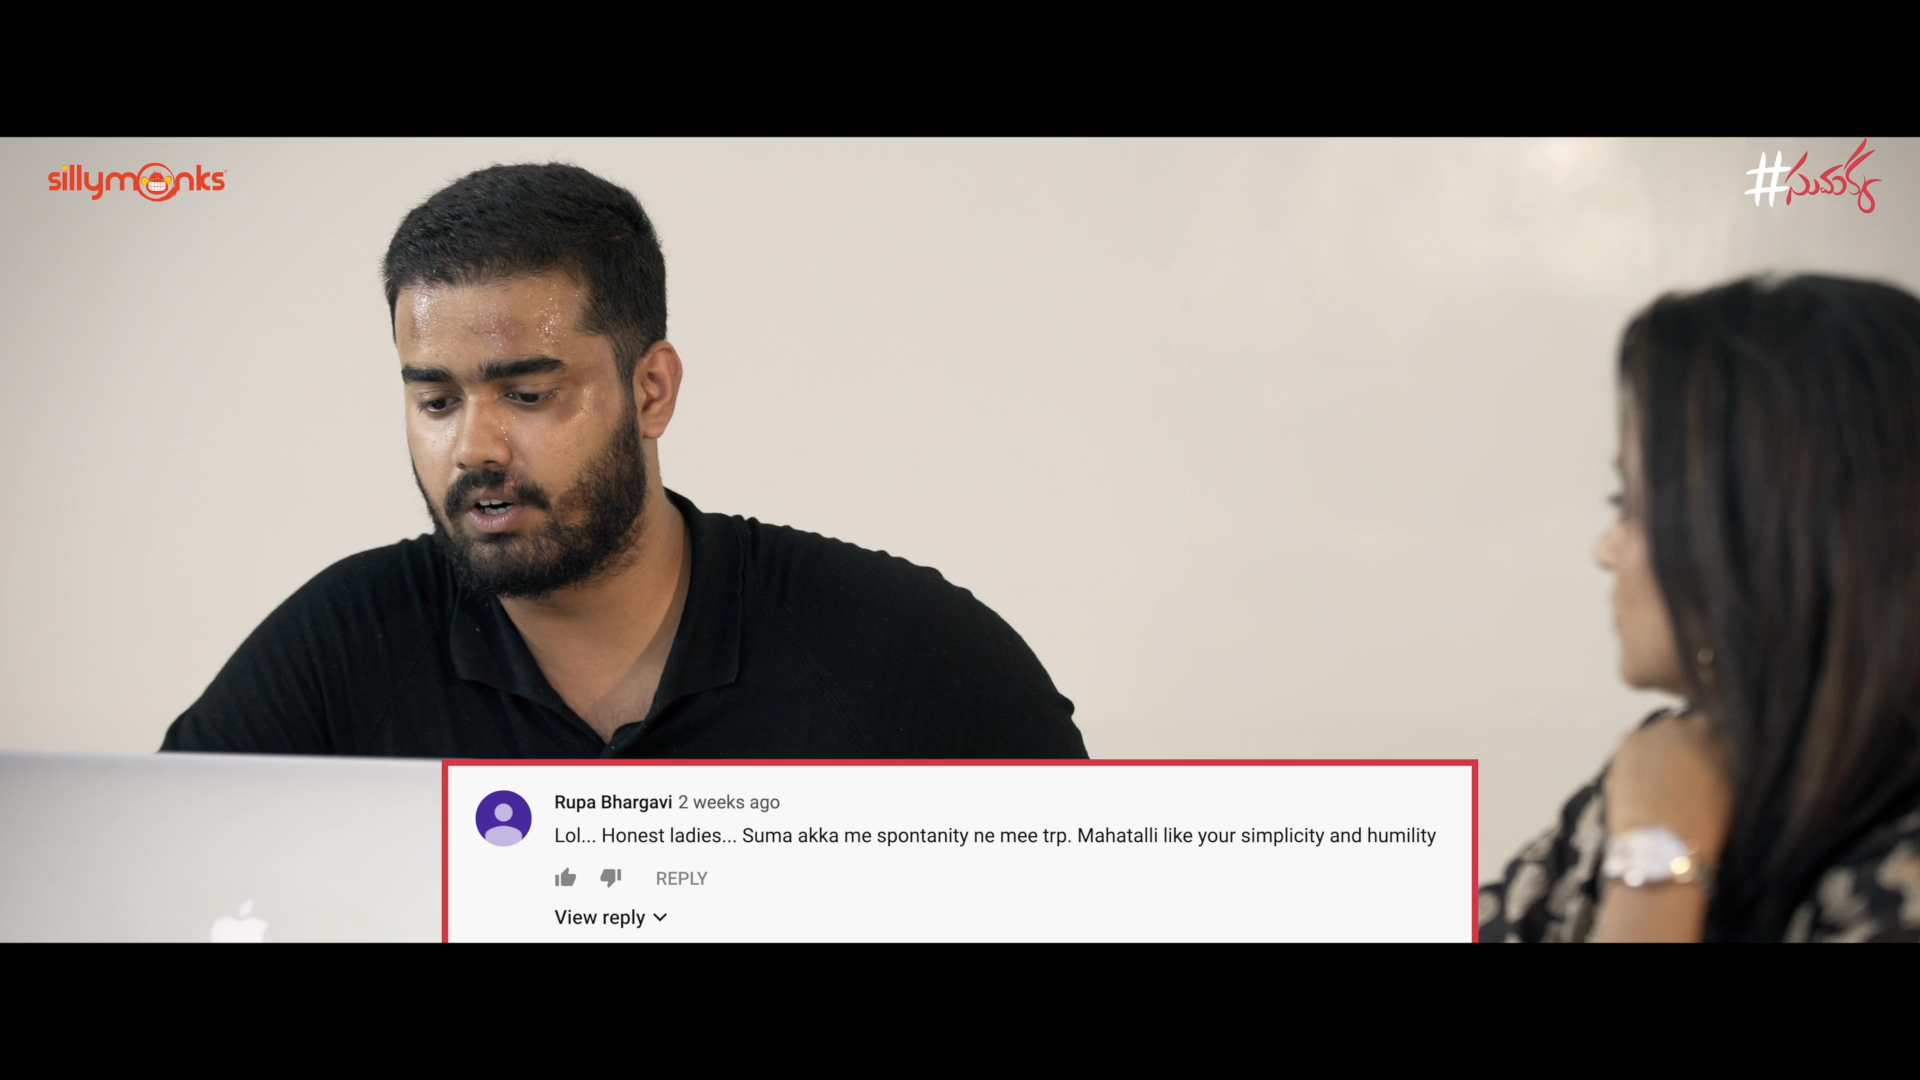 sillymonks
#సుమక్క
Rupa Bhargavi 2 weeks ago
Lol... Honest ladies... Suma akka me spontanity ne mee trp. Mahatalli like your simplicity and humility
REPLY
View reply